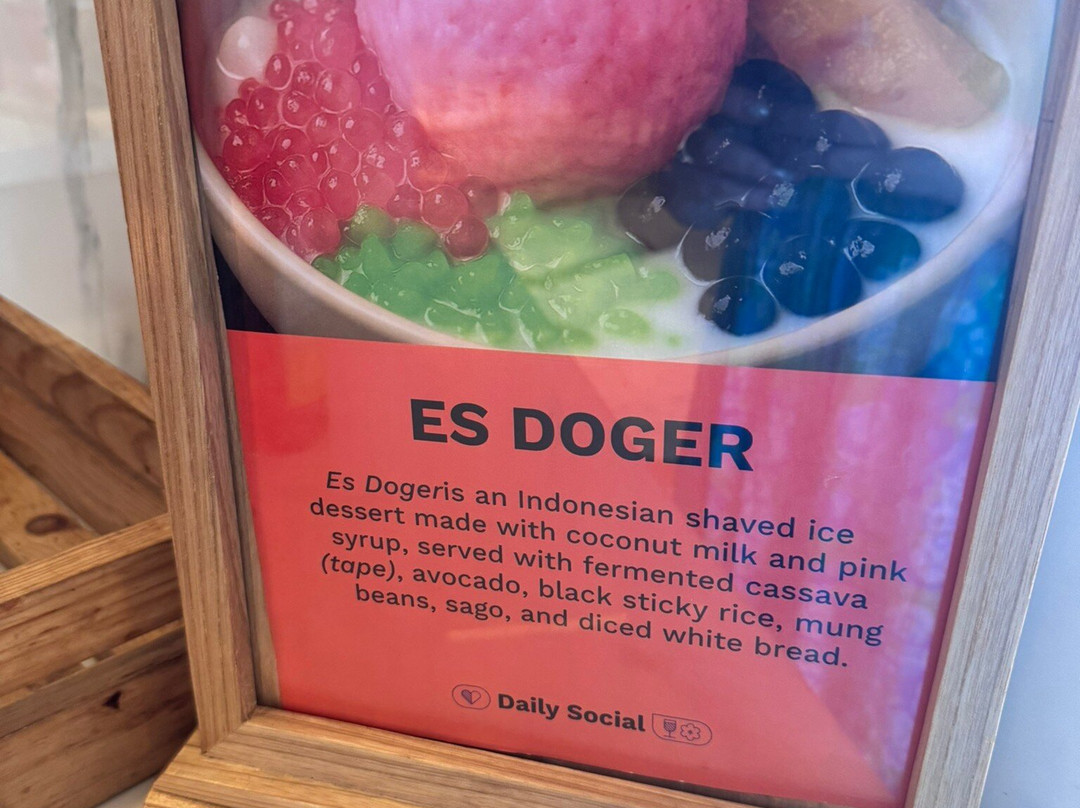 ES DOGER
Es Dogeris an Indonesian shaved ice
dessert made with coconut milk and pink
syrup, served with fermented cassava
(tape), avocado, black sticky rice, mung
beans, sago, and diced white bread.
Daily Social